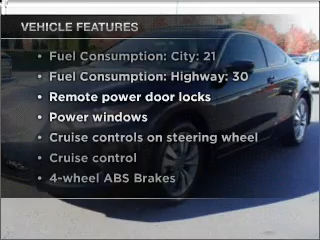 VEHICLE FEATURES
• Fuel Consumption: City: 21
• Fuel Consumption: Highway: 30
• Remote power door locks
• Power windows
• Cruise controls on steering wheel
• Cruise control
• 4-wheel ABS Brakes